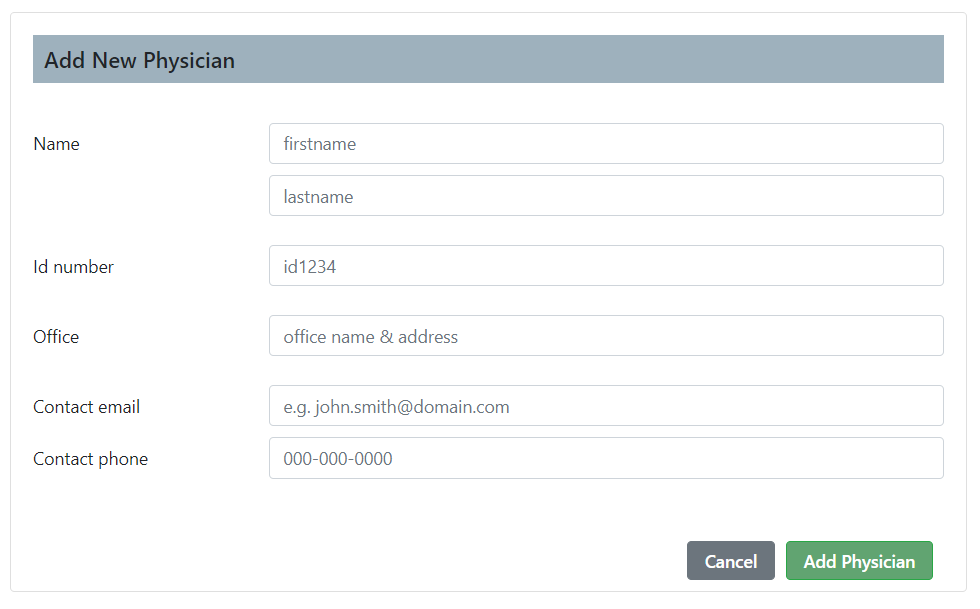 Add New Physician
Name firstname
lastname
Id number id1234
Office office name & address
Contact email e.g. john.smith@domain.com
Contact phone 000-000-0000
Cancel Add Physician